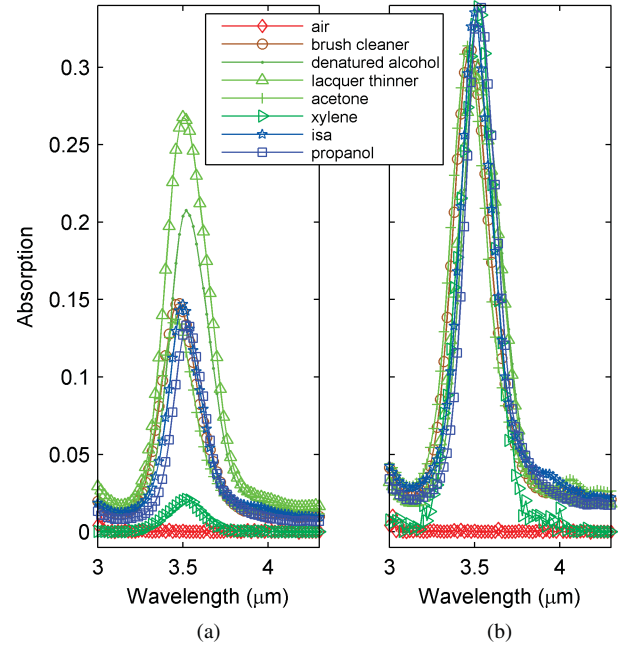 air
brush cleaner
denatured alcohol
lacquer thinner
acetone
xylene
isa
propanol
0.3
0.25
0.2
0.15
0.1
0.05
0
Absorption
3 3.5 4
3 3.5 4
Wavelength (μm)
Wavelength (μm)
(a)
(b)